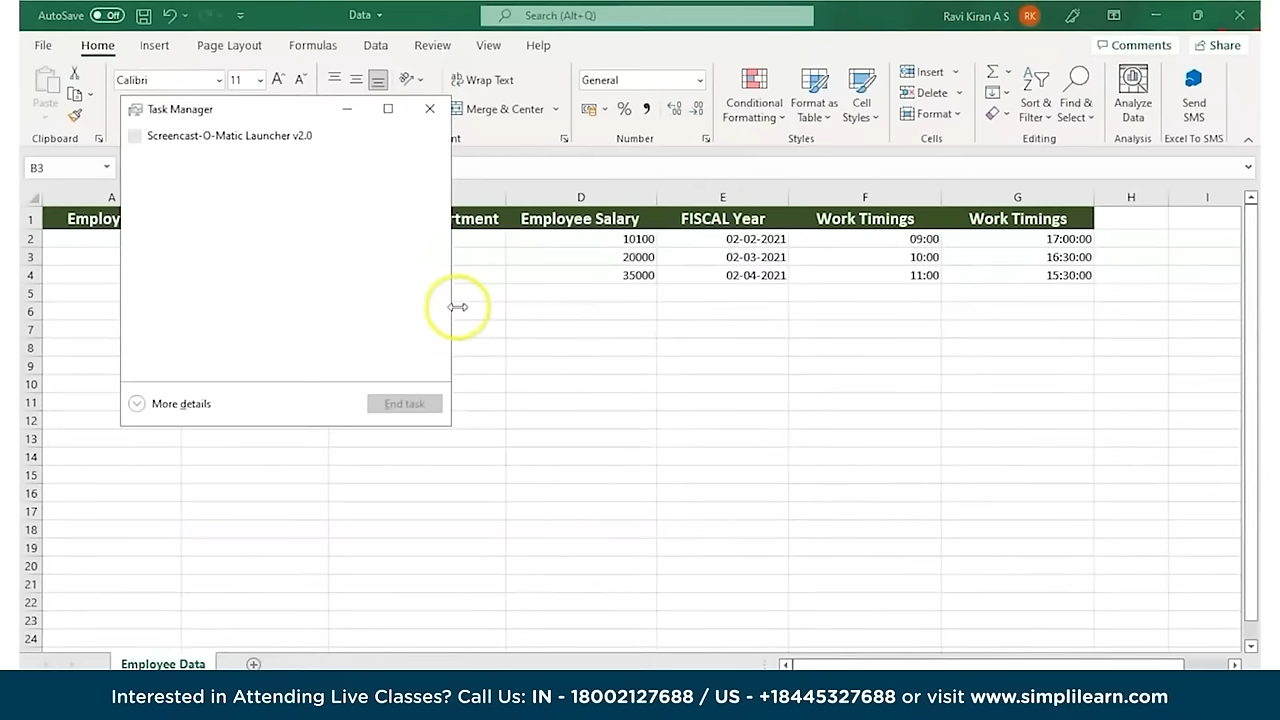 AutoSave Off Data Search (Alt+Q) Ravi Kiran A S RK
File Home Insert Page Layout Formulas Data Review View Help Comments Share
Paste Calibri 11 Wrap Text General Conditional Formatting Format as Table Cell Styles Insert Sort & Filter Find & Select Analyze Data Send SMS
Merge & Center % Delete
Format
Clipboard Number Styles Cells Editing Analysis Excel To SMS
Task Manager
Screencast-O-Matic Launcher v2.0
More details End task
B3
A D E F G H I
1 Employ rtment Employee Salary FISCAL Year Work Timings Work Timings
2 10100 02-02-2021 09:00 17:00:00
3 20000 02-03-2021 10:00 16:30:00
4 35000 02-04-2021 11:00 15:30:00
5
6
7
8
9
10
11
12
13
14
15
16
17
18
19
20
21
22
23
24
Employee Data
Interested in Attending Live Classes? Call Us: IN - 18002127688 / US - +18445327688 or visit www.simplilearn.com